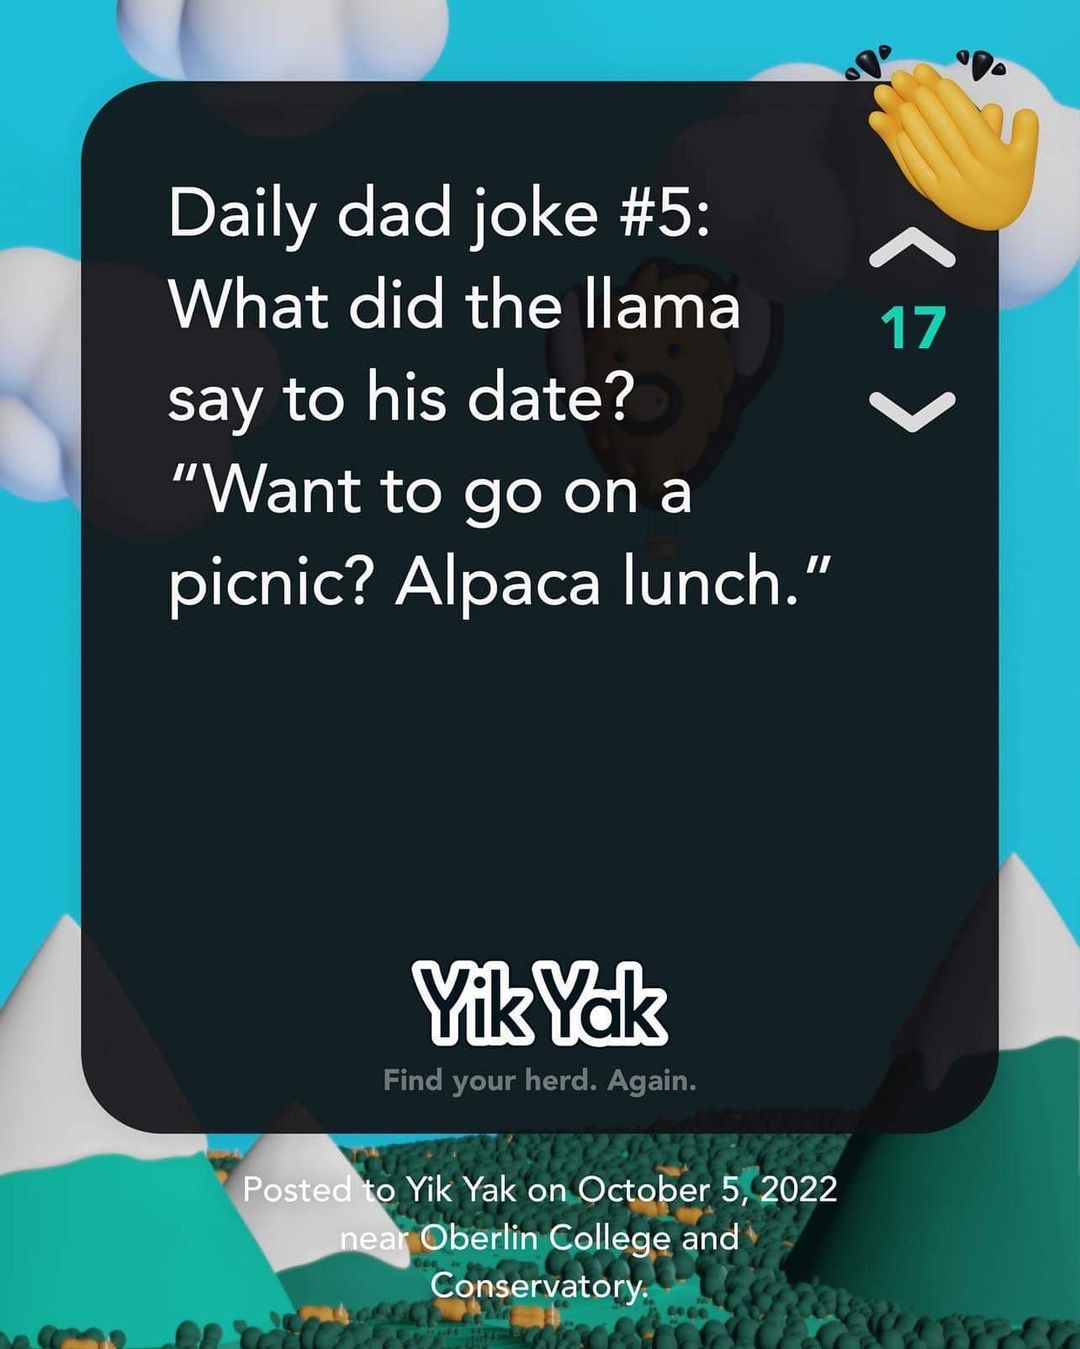 Daily dad joke #5:
What did the llama
say to his date?
“Want to go on a
picnic? Alpaca lunch.”
17
Yik Yak
Find your herd. Again.
Posted to Yik Yak on October 5, 2022
near Oberlin College and
Conservatory.